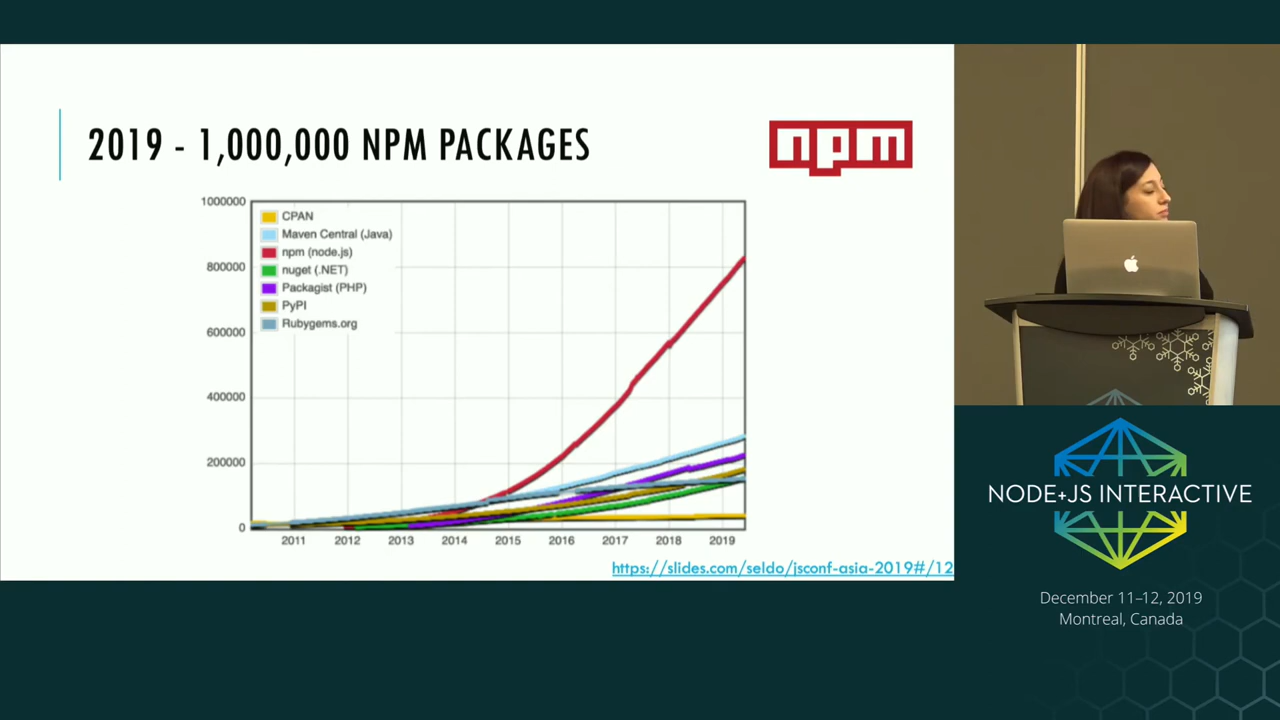 2019 - 1,000,000 NPM PACKAGES
npm
1000000
800000
600000
400000
200000
0
CPAN
Maven Central (Java)
npm (node.js)
nuget (.NET)
Packagist (PHP)
PyPI
Rubygems.org
2011 2012 2013 2014 2015 2016 2017 2018 2019
https://slides.com/seldo/jsconf-asia-2019#/12
NODE+JS INTERACTIVE
December 11–12, 2019
Montreal, Canada